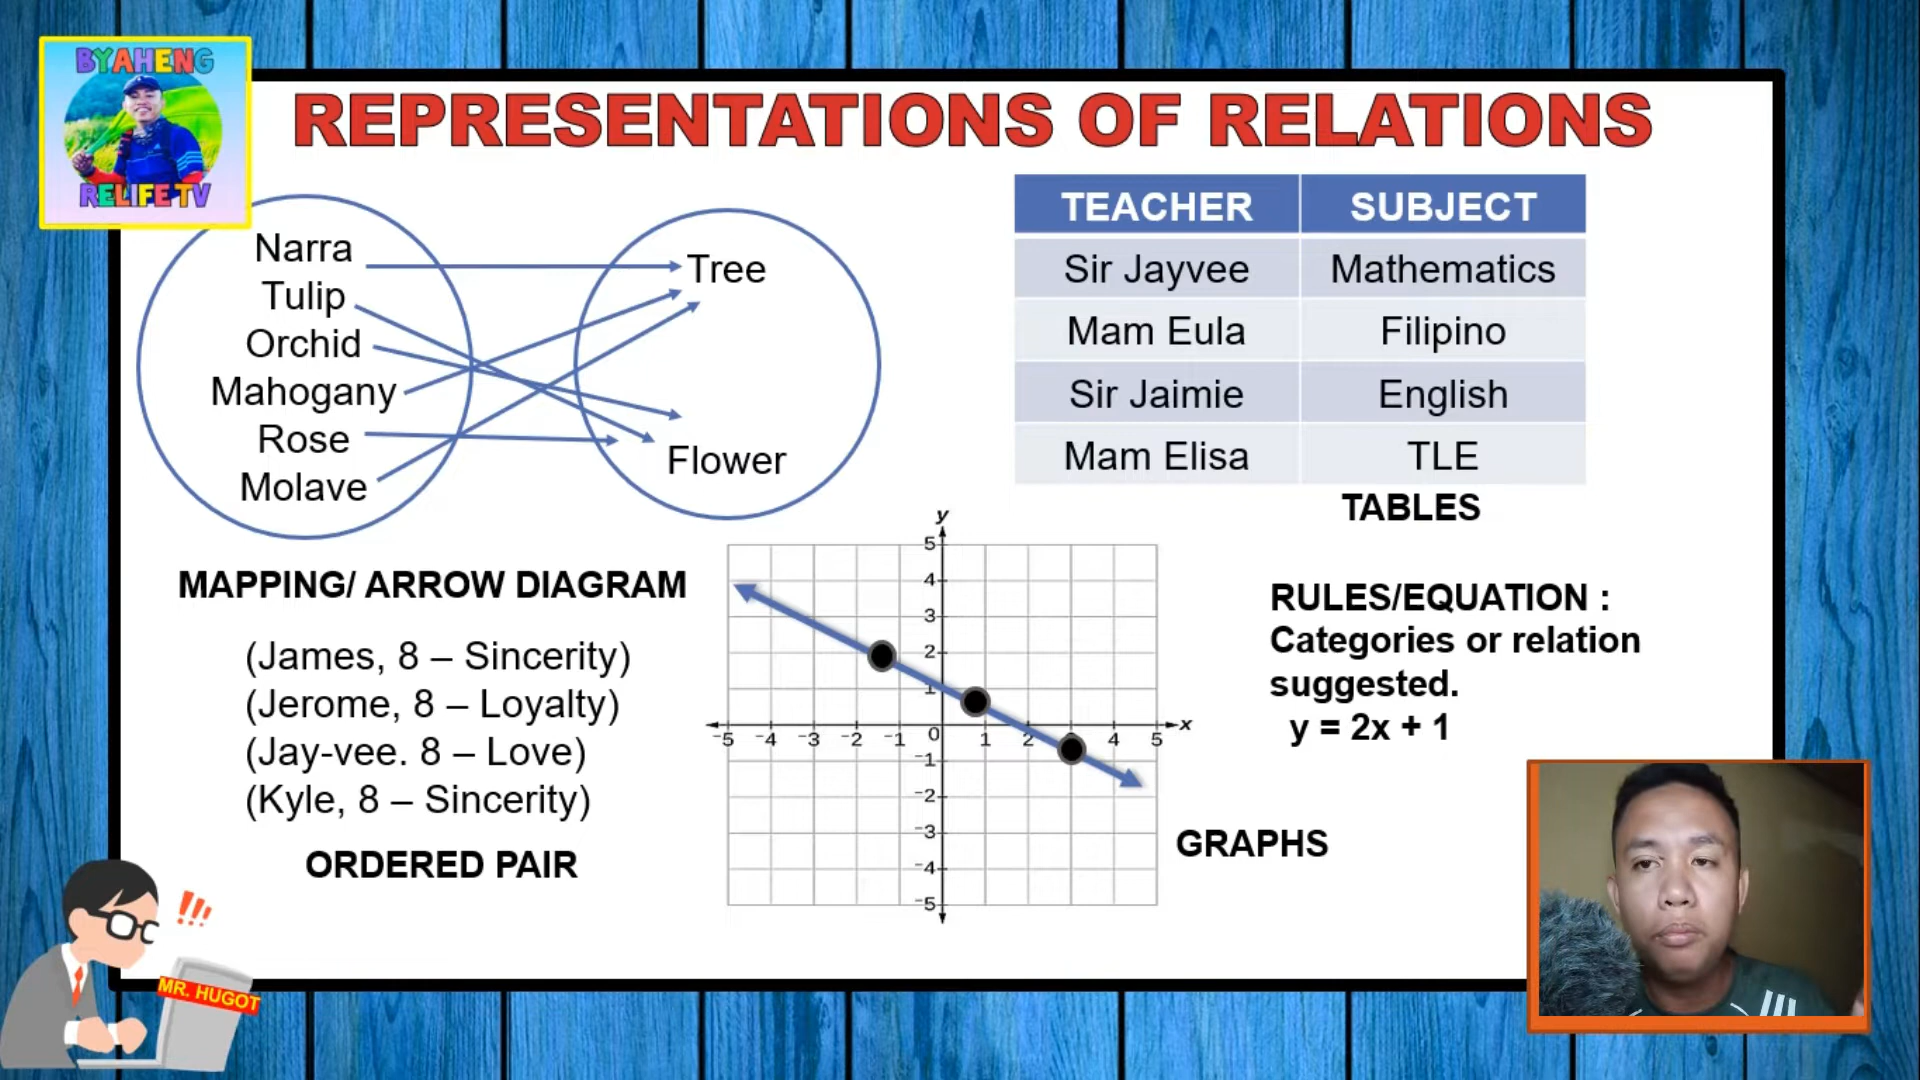 BYAHENG
RELIFE TV
REPRESENTATIONS OF RELATIONS
Narra
Tulip
Orchid
Mahogany
Rose
Molave
Tree
Flower
MAPPING/ ARROW DIAGRAM
TEACHER SUBJECT
Sir Jayvee Mathematics
Mam Eula Filipino
Sir Jaimie English
Mam Elisa TLE
TABLES
(James, 8 – Sincerity)
(Jerome, 8 – Loyalty)
(Jay-vee. 8 – Love)
(Kyle, 8 – Sincerity)
ORDERED PAIR
y
5
4
3
2
1
-5 -4 -3 -2 -1 0 1 2 3 4 5 x
-1
-2
-3
-4
-5
GRAPHS
RULES/EQUATION :
Categories or relation
suggested.
y = 2x + 1
!!!
MR. HUGOT